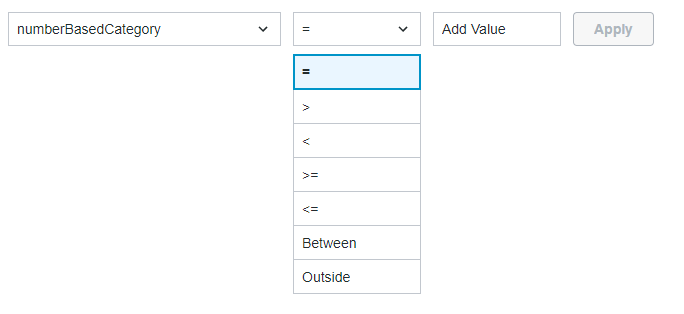 numberBasedCategory = Add Value Apply
=
>
<
>=
<=
Between
Outside